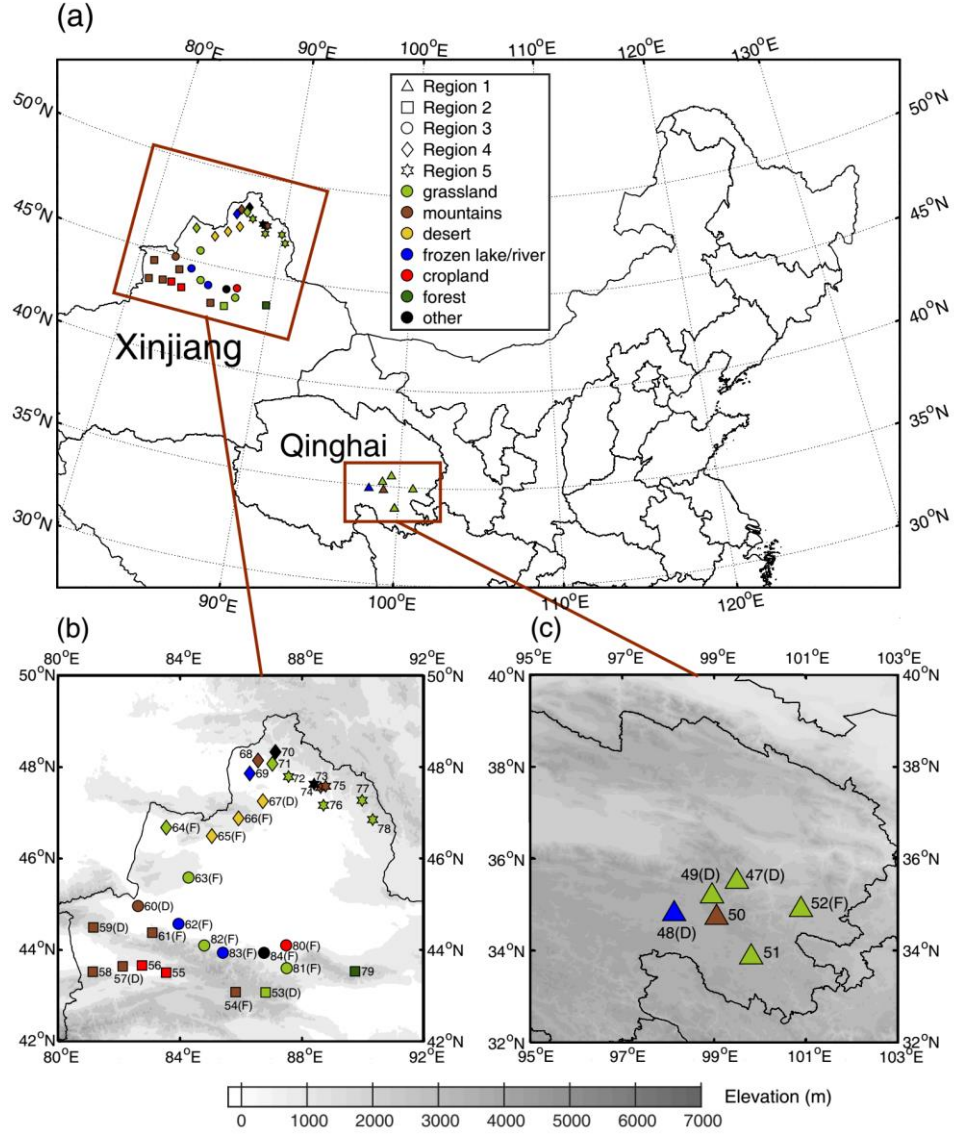 (a)
80°E 90°E 100°E 110°E 120°E 130°E
50°N 50°N
45°N 45°N
40°N 40°N
35°N 35°N
30°N 30°N
Region 1
Region 2
Region 3
Region 4
Region 5
grassland
mountains
desert
frozen lake/river
cropland
forest
other
Xinjiang
Qinghai
90°E 100°E 110°E 120°E
(b)
80°E 84°E 88°E 92°E
50°N 50°N
48°N 48°N
46°N 46°N
44°N 44°N
42°N 42°N
68 70
69 71
72 73
74 75
76 77
78
67(D)
66(F)
64(F) 65(F)
63(F)
60(D)
59(D) 62(F)
61(F)
82(F) 80(F)
83(F) 84(F)
58 57(D) 56 55 81(F) 79
54(F) 53(D)
80°E 84°E 88°E 92°E
(c)
95°E 97°E 99°E 101°E 103°E
40°N 40°N
38°N 38°N
36°N 36°N
34°N 34°N
32°N 32°N
49(D) 47(D)
48(D) 50 52(F)
51
95°E 97°E 99°E 101°E 103°E
Elevation (m)
0 1000 2000 3000 4000 5000 6000 7000